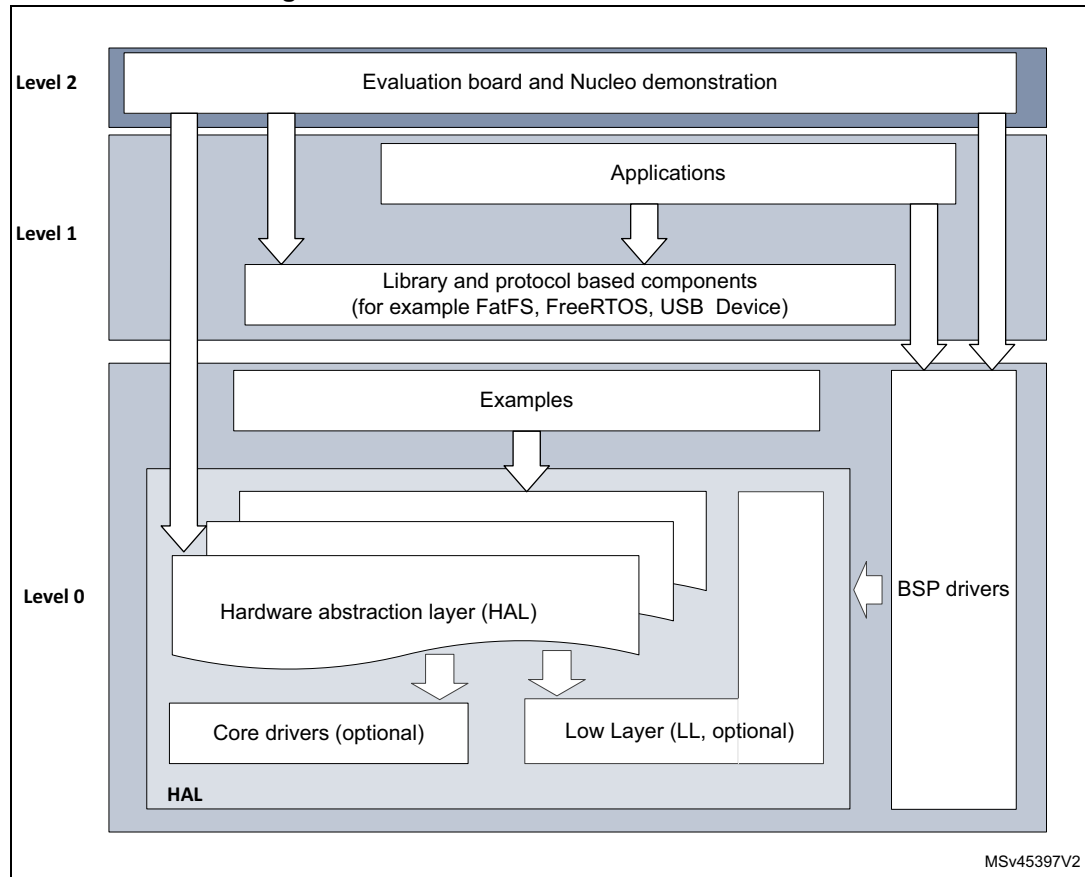 Level 2
Evaluation board and Nucleo demonstration
Applications
Level 1
Library and protocol based components
(for example FatFS, FreeRTOS, USB  Device)
Examples
Level 0
BSP drivers
Hardware abstraction layer (HAL)
Core drivers (optional)
Low Layer (LL, optional)
HAL
MSv45397V2